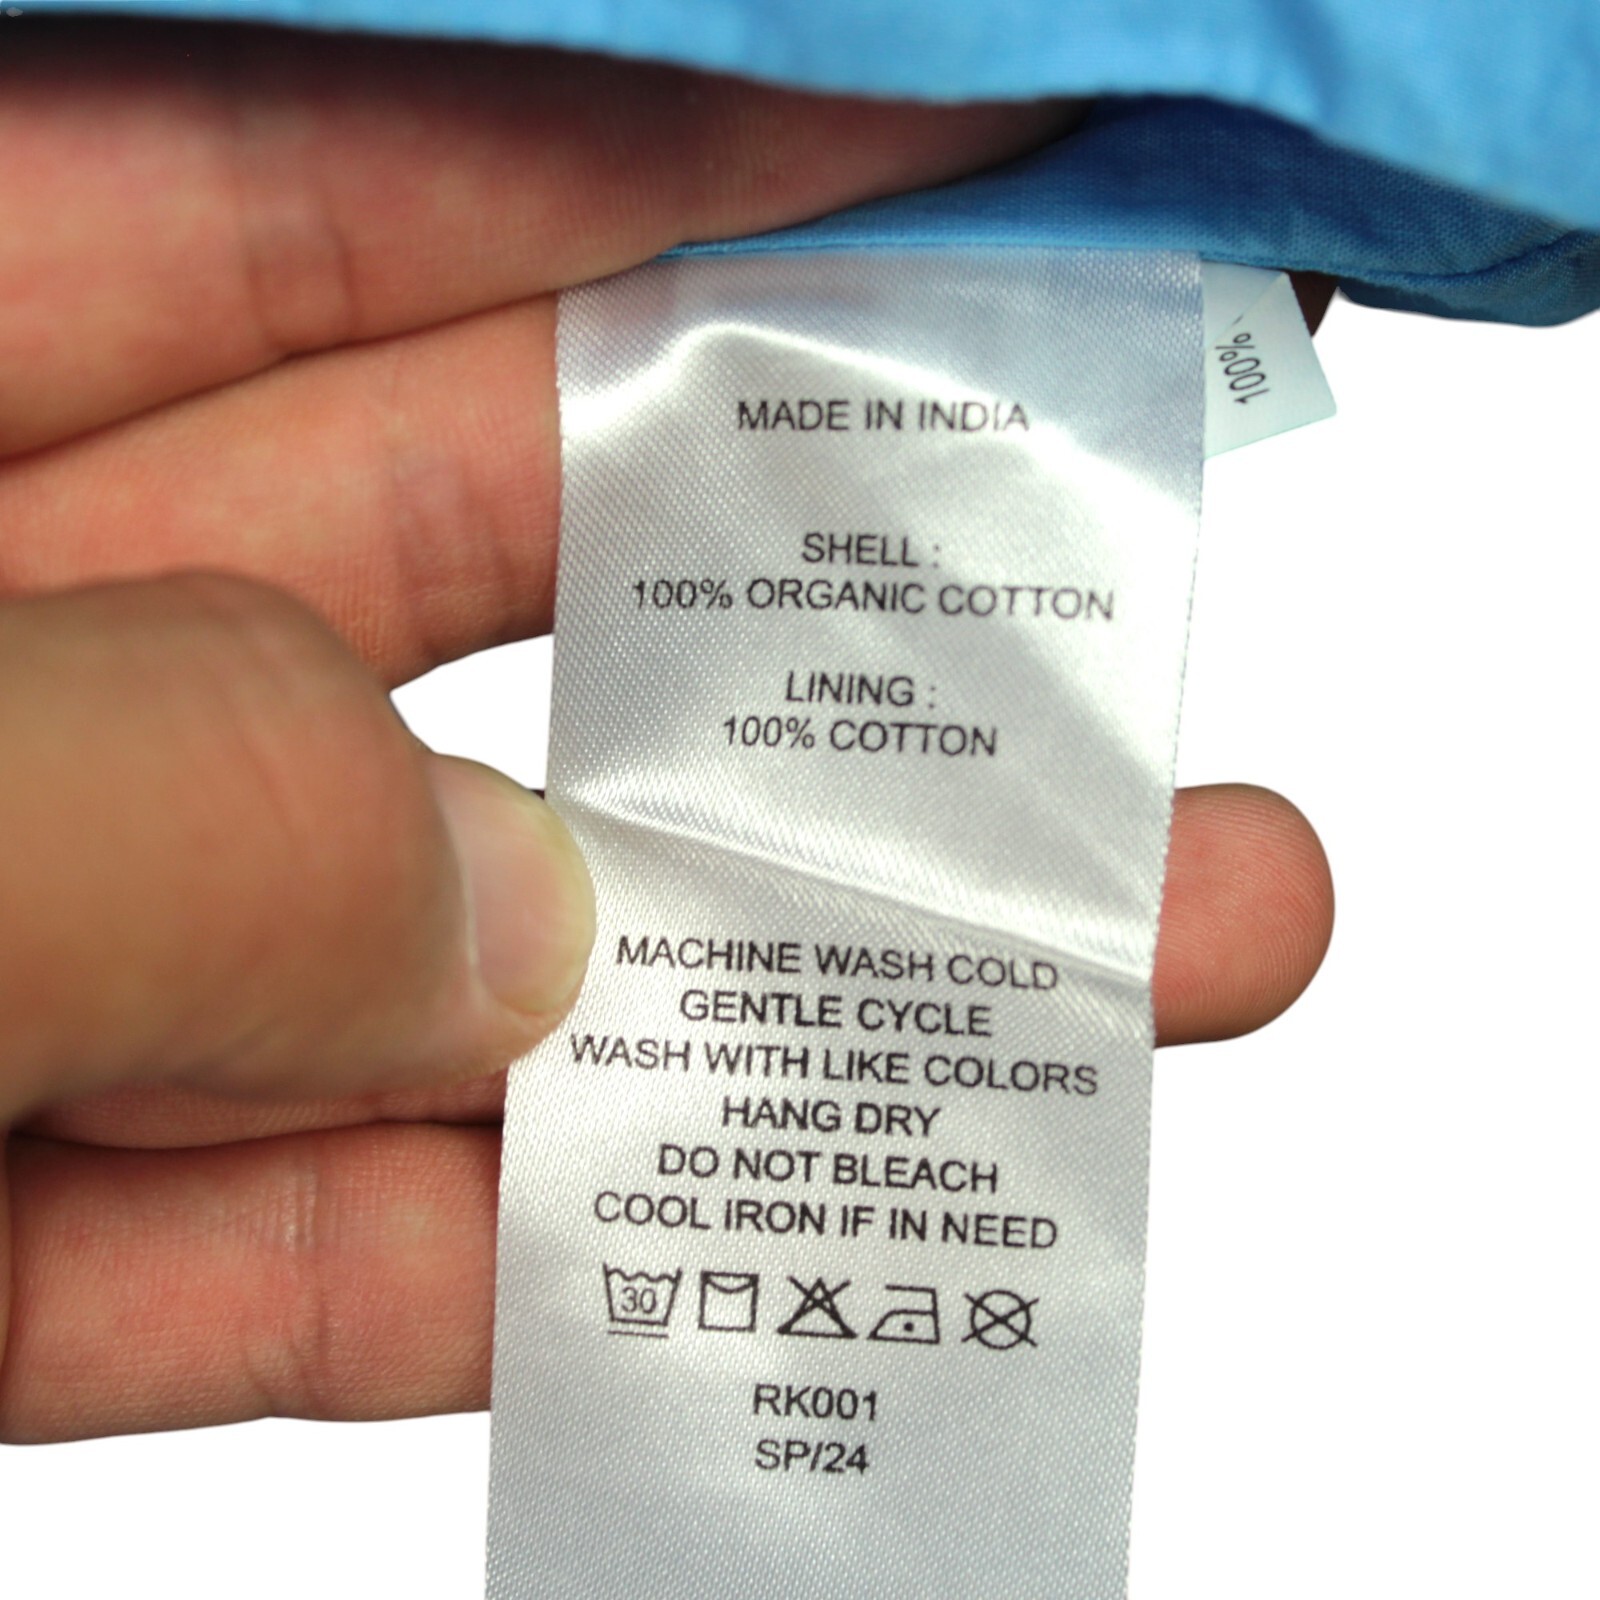 MADE IN INDIA
100%
SHELL :
100% ORGANIC COTTON
LINING :
100% COTTON
MACHINE WASH COLD
GENTLE CYCLE
WASH WITH LIKE COLORS
HANG DRY
DO NOT BLEACH
COOL IRON IF IN NEED
30
RK001
SP/24